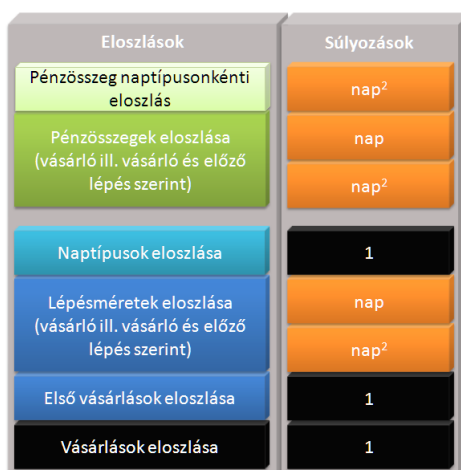 Eloszlások
Súlyozások
Pénzösszeg naptípusonkénti
eloszlás
nap²
Pénzösszegek eloszlása
(vásárló ill. vásárló és előző
lépés szerint)
nap
nap²
Naptípusok eloszlása
1
Lépésméretek eloszlása
(vásárló ill. vásárló és előző
lépés szerint)
nap
nap²
Első vásárlások eloszlása
1
Vásárlások eloszlása
1